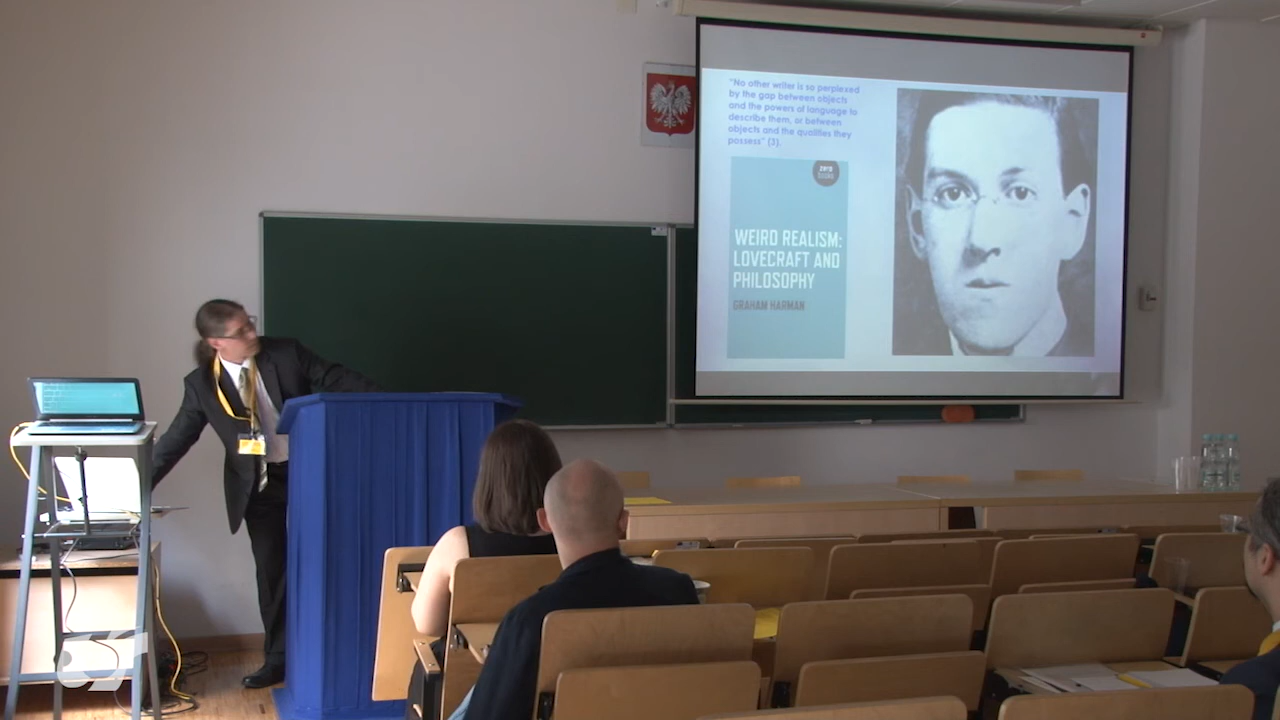 "No other writer is so perplexed
by the gap between objects
and the powers of language to
describe them, or between
objects and the qualities they
possess" (3).
zer0
BOOKS
WEIRD REALISM:
LOVECRAFT AND
PHILOSOPHY
GRAHAM HARMAN